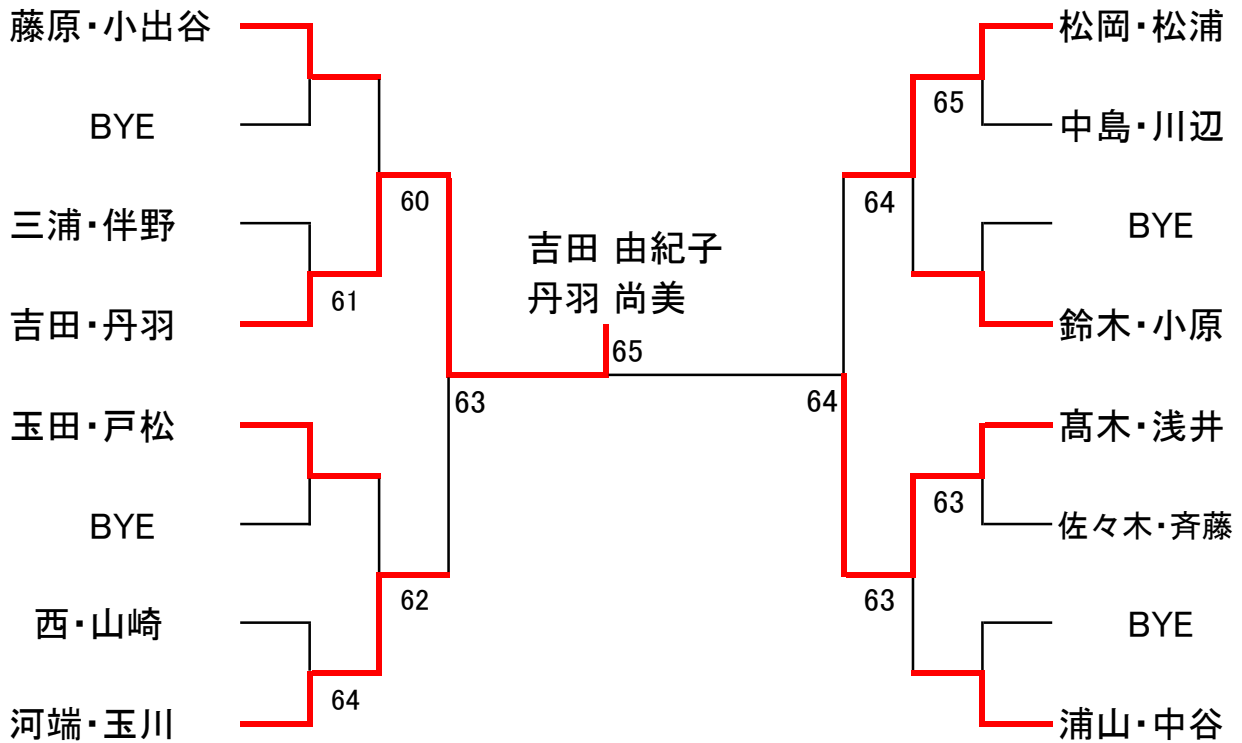 藤原・小出谷
BYE
三浦・伴野
吉田・丹羽
玉田・戸松
BYE
西・山崎
河端・玉川
60
61
62
64
63
吉田 由紀子
丹羽 尚美
65
64
65
64
63
63
松岡・松浦
中島・川辺
BYE
鈴木・小原
髙木・浅井
佐々木・斉藤
BYE
浦山・中谷